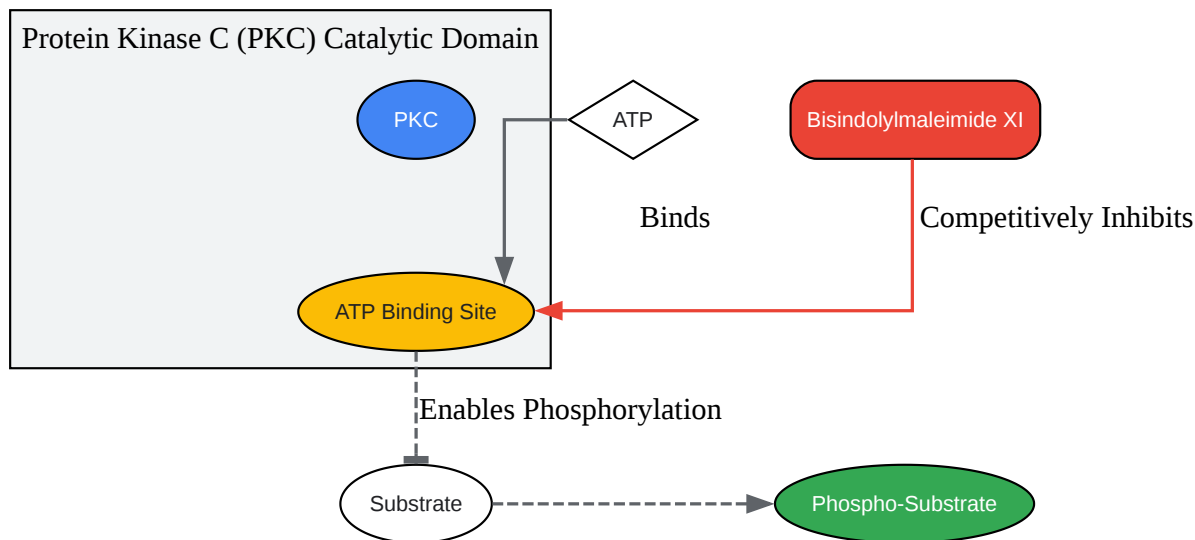 Protein Kinase C (PKC) Catalytic Domain
PKC
ATP
Bisindolylmaleimide XI
Binds
Competitively Inhibits
ATP Binding Site
Enables Phosphorylation
Substrate
Phospho-Substrate